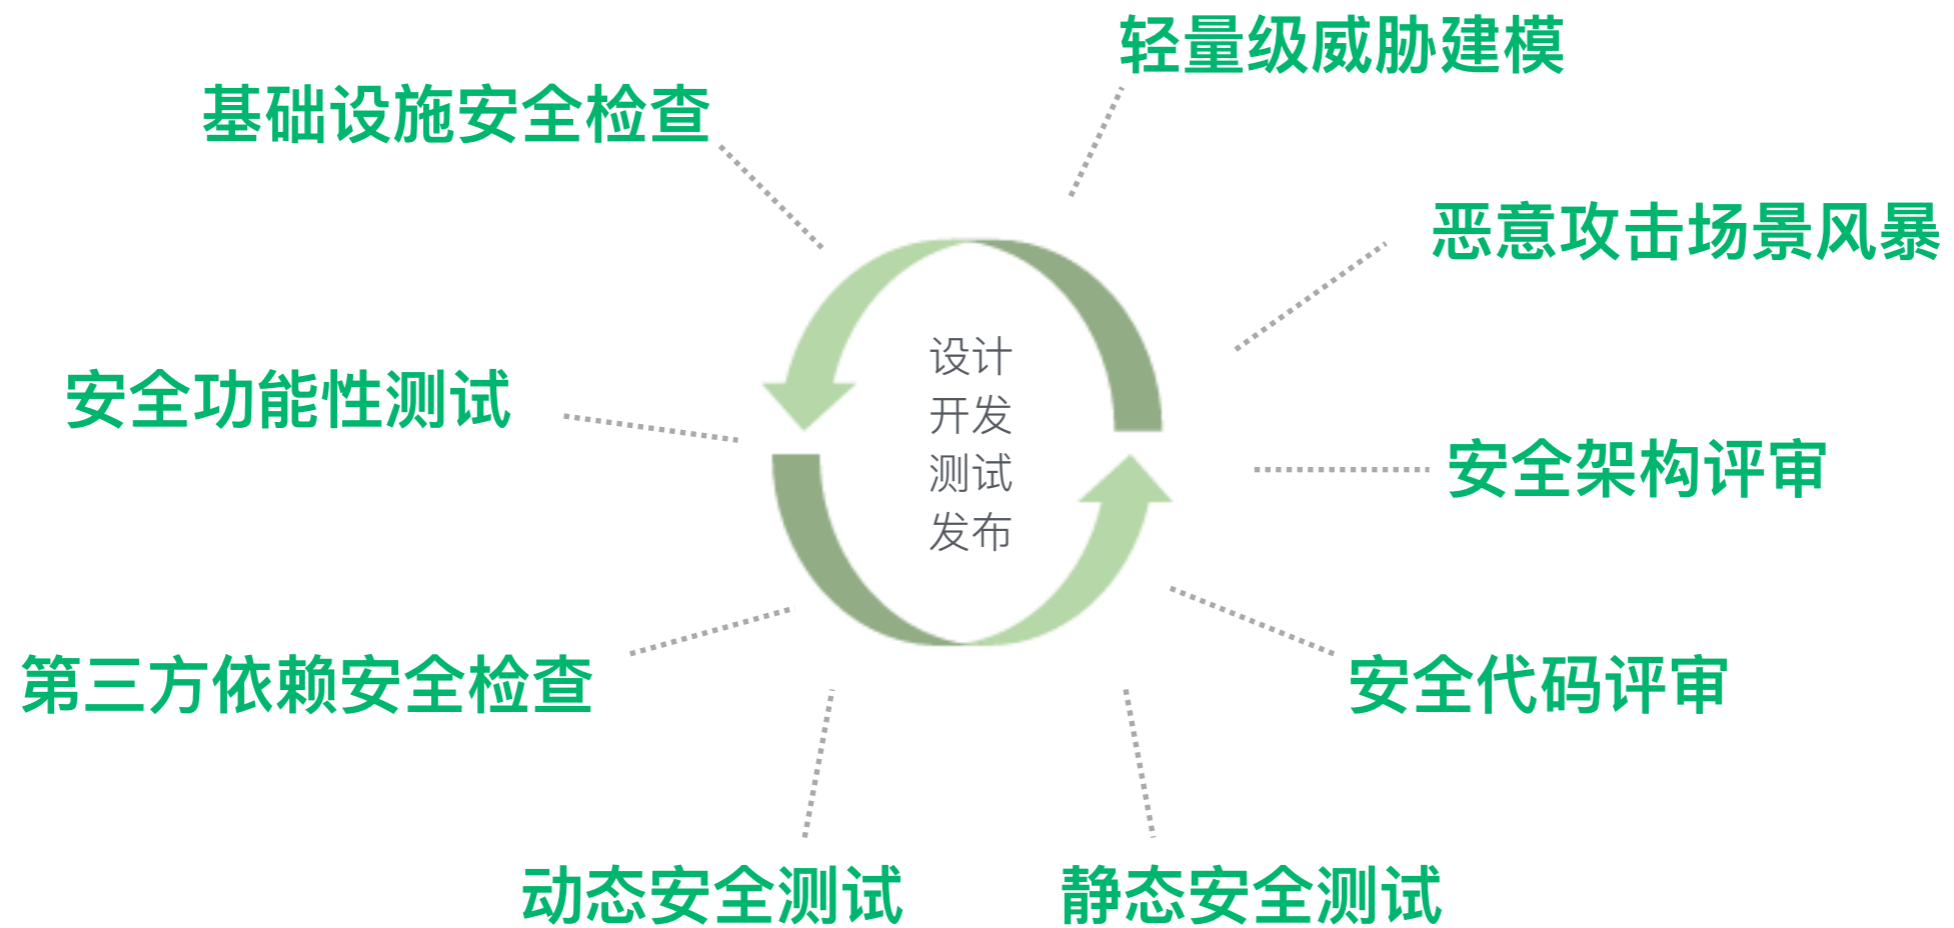 轻量级威胁建模
基础设施安全检查
恶意攻击场景风暴
设计
开发
测试
发布
安全功能性测试
安全架构评审
第三方依赖安全检查
安全代码评审
动态安全测试
静态安全测试